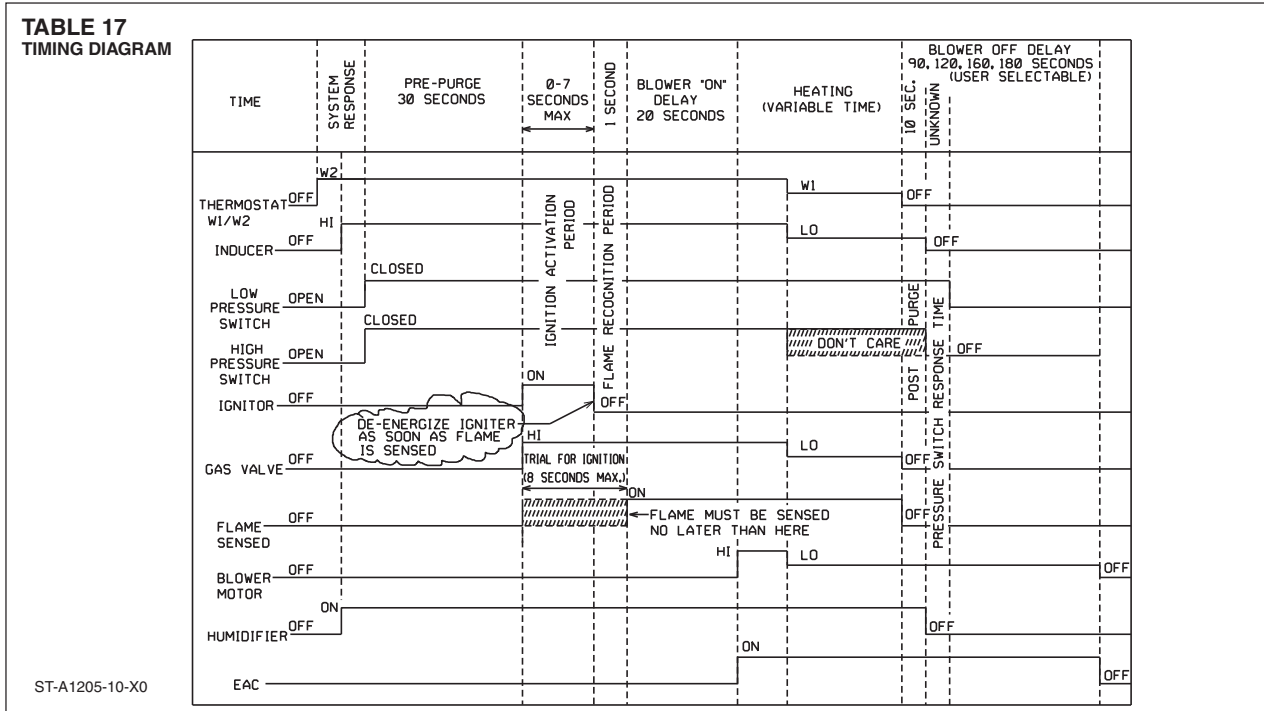 TABLE 17
TIMING DIAGRAM
TIME
SYSTEM
RESPONSE
PRE-PURGE
30 SECONDS
0-7
SECONDS
MAX
1 SECOND
BLOWER "ON"
DELAY
20 SECONDS
HEATING
(VARIABLE TIME)
10 SEC.
UNKNOWN
BLOWER OFF DELAY
90,120,160,180 SECONDS
(USER SELECTABLE)
THERMOSTAT
W1/W2
OFF
W2
W1
OFF
INDUCER
OFF
HI
LO
OFF
LOW
PRESSURE
SWITCH
OPEN
CLOSED
HIGH
PRESSURE
SWITCH
OPEN
CLOSED
DON'T CARE
OFF
IGNITION ACTIVATION
PERIOD
FLAME RECOGNITION PERIOD
POST PURGE
PRESSURE SWITCH RESPONSE TIME
IGNITOR
OFF
ON
OFF
DE-ENERGIZE IGNITER
AS SOON AS FLAME
IS SENSED
GAS VALVE
OFF
HI
LO
OFF
TRIAL FOR IGNITION
(8 SECONDS MAX.)
FLAME
SENSED
OFF
ON
OFF
FLAME MUST BE SENSED
NO LATER THAN HERE
BLOWER
MOTOR
OFF
HI
LO
OFF
HUMIDIFIER
OFF
ON
OFF
EAC
ON
OFF
ST-A1205-10-X0